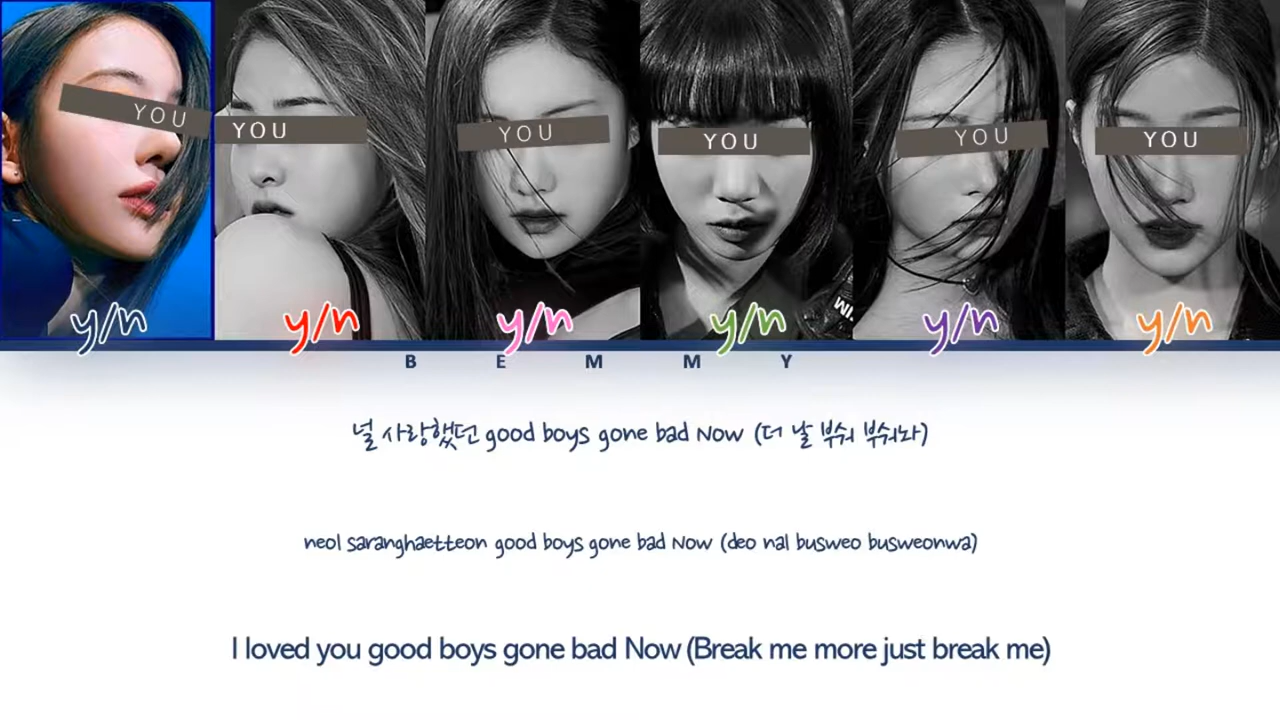 YOU YOU YOU YOU YOU YOU
y/n y/n y/n y/n y/n y/n
B E M M Y
널 사랑했던 good boys gone bad Now (더 날 부숴 부숴놔)
neol saranghaetteon good boys gone bad Now (deo nal busweo busweonwa)
I loved you good boys gone bad Now (Break me more just break me)